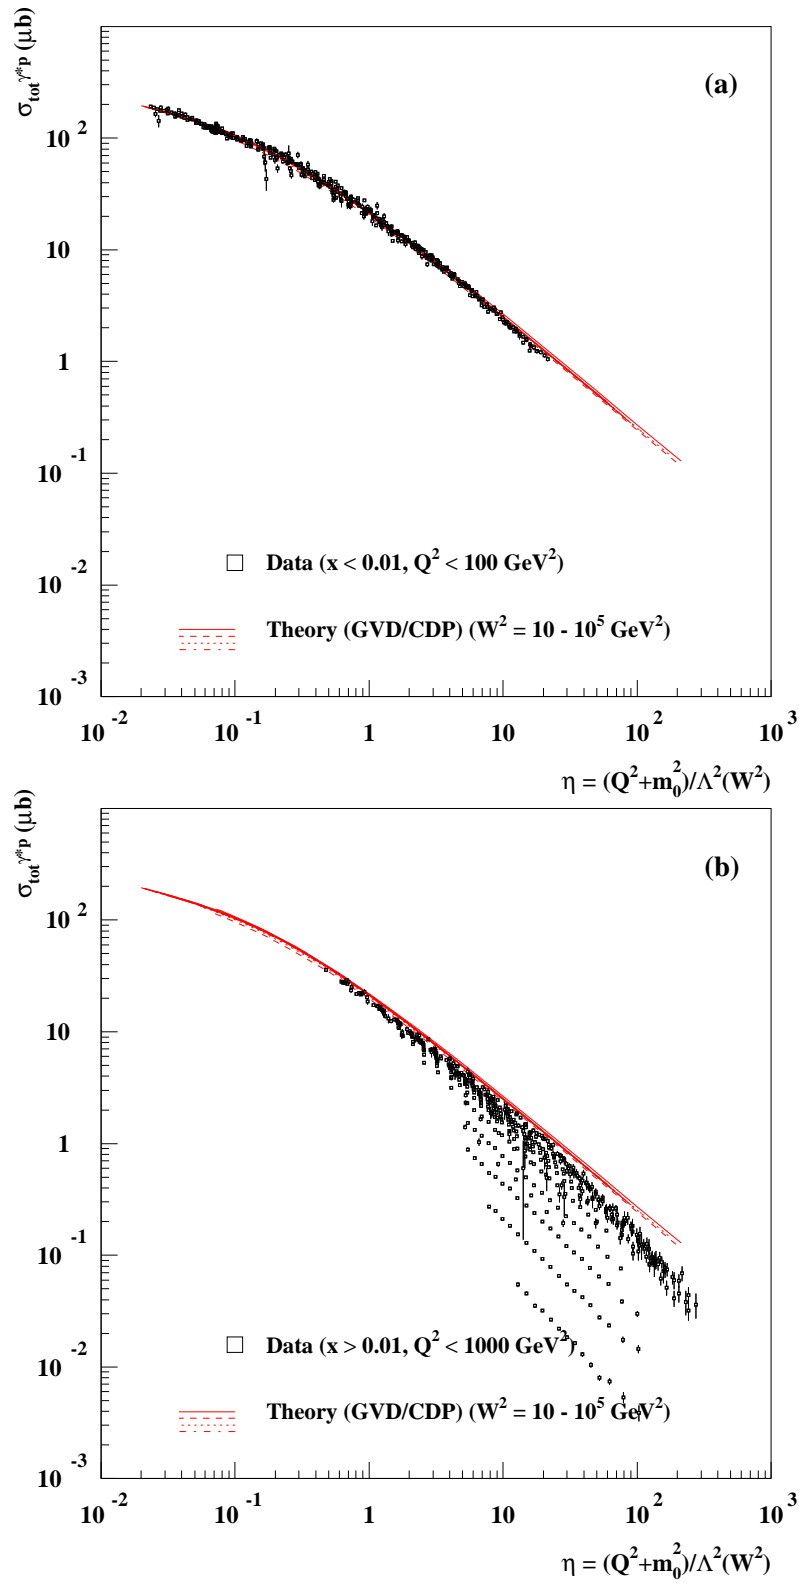 σ_tot^γ*p (μb)
(a)
10^2
10
1
10^-1
Data (x < 0.01, Q^2 < 100 GeV^2)
10^-2
Theory (GVD/CDP) (W^2 = 10 - 10^5 GeV^2)
10^-3
10^-2 10^-1 1 10 10^2 10^3
η = (Q^2+m_0^2)/Λ^2(W^2)
σ_tot^γ*p (μb)
(b)
10^2
10
1
10^-1
Data (x > 0.01, Q^2 < 1000 GeV^2)
10^-2
Theory (GVD/CDP) (W^2 = 10 - 10^5 GeV^2)
10^-3
10^-2 10^-1 1 10 10^2 10^3
η = (Q^2+m_0^2)/Λ^2(W^2)